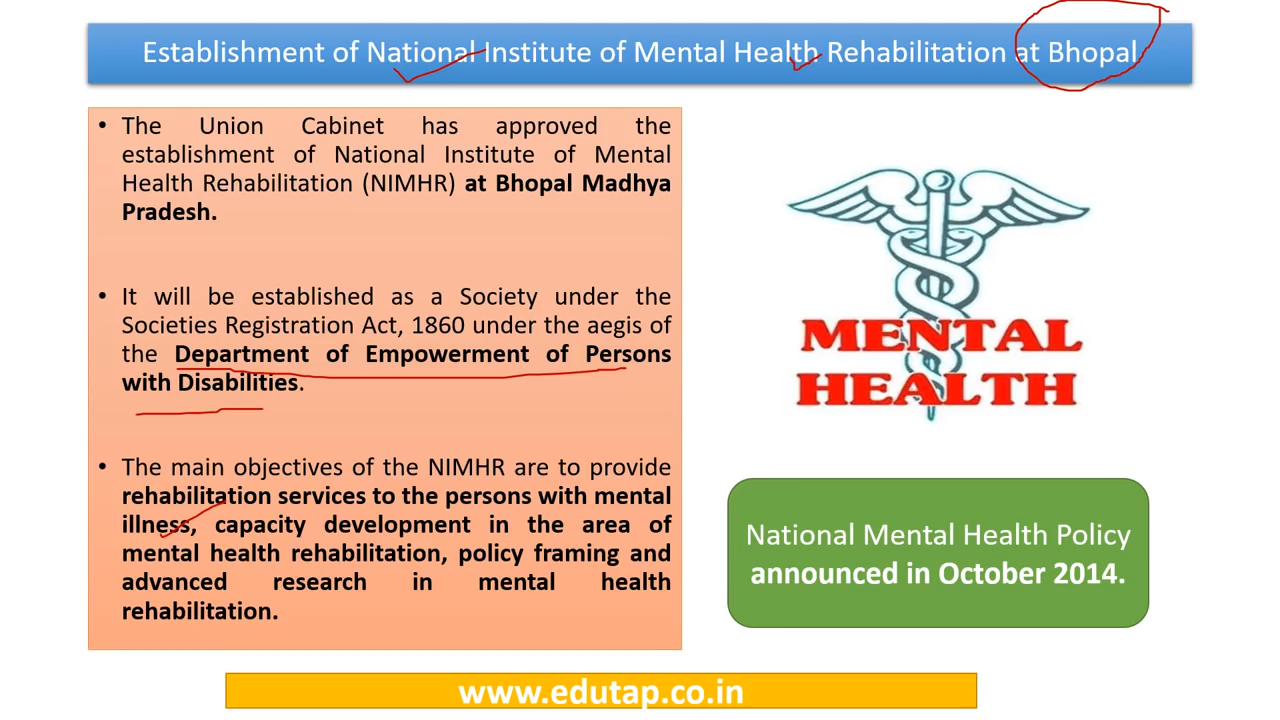 Establishment of National Institute of Mental Health Rehabilitation at Bhopal
• The Union Cabinet has approved the
establishment of National Institute of Mental
Health Rehabilitation (NIMHR) at Bhopal Madhya
Pradesh.
• It will be established as a Society under the
Societies Registration Act, 1860 under the aegis of
the Department of Empowerment of Persons
with Disabilities.
• The main objectives of the NIMHR are to provide
rehabilitation services to the persons with mental
illness, capacity development in the area of
mental health rehabilitation, policy framing and
advanced research in mental health
rehabilitation.
MENTAL
HEALTH
National Mental Health Policy
announced in October 2014.
www.edutap.co.in